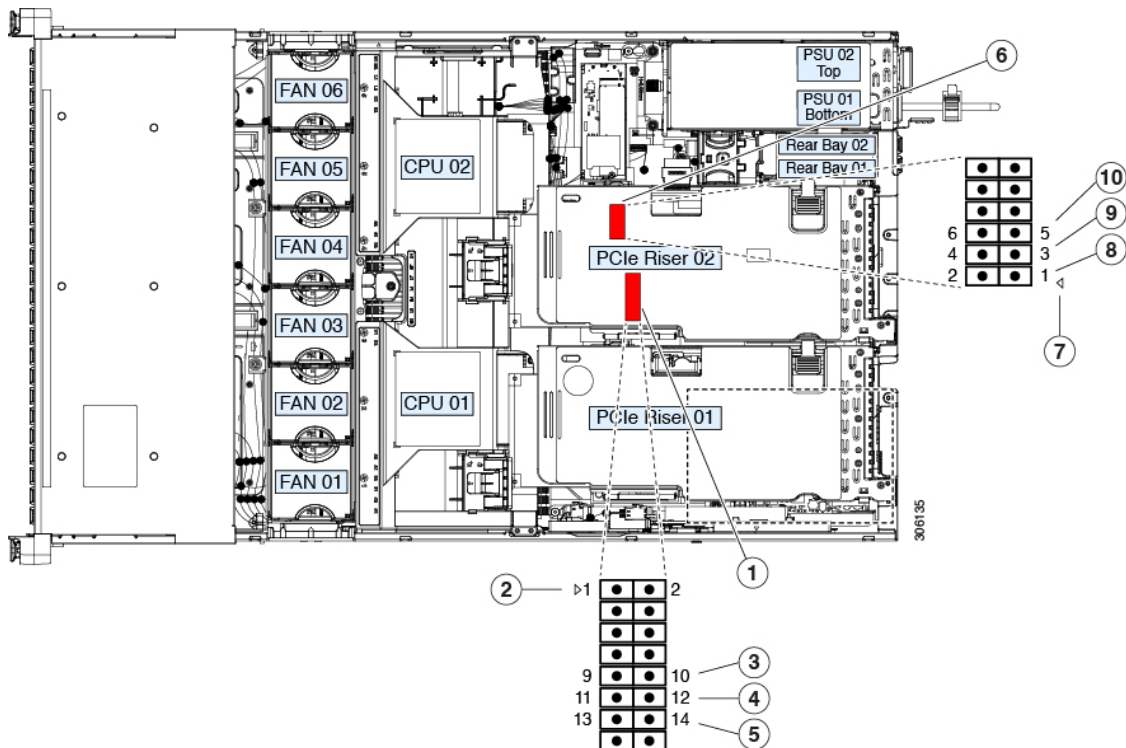 PSU 02
Top
6
FAN 06
PSU 01
Bottom
Rear Bay 02
FAN 05
CPU 02
Rear Bay 01
10
6
5
9
FAN 04
PCIe Riser 02
4
3
8
2
1
FAN 03
7
FAN 02
CPU 01
PCIe Riser 01
FAN 01
306135
1
2
1
2
3
9
10
11
12
4
13
14
5